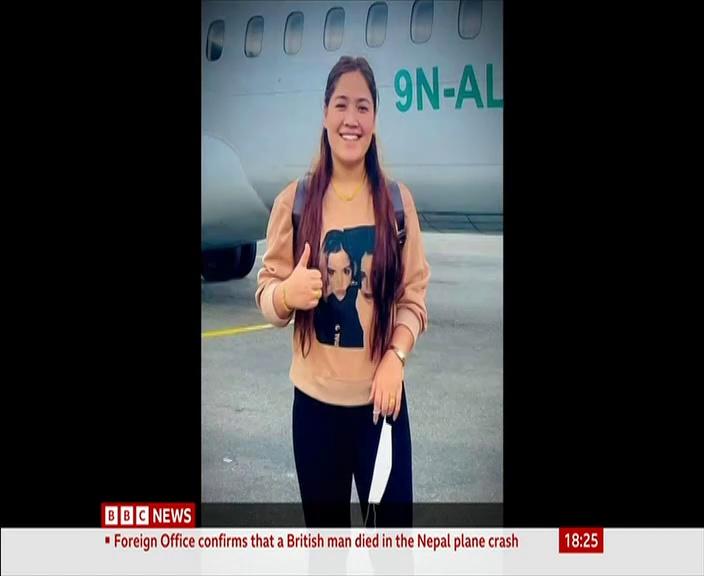 9N-AL
BBC NEWS
▪ Foreign Office confirms that a British man died in the Nepal plane crash
18:25